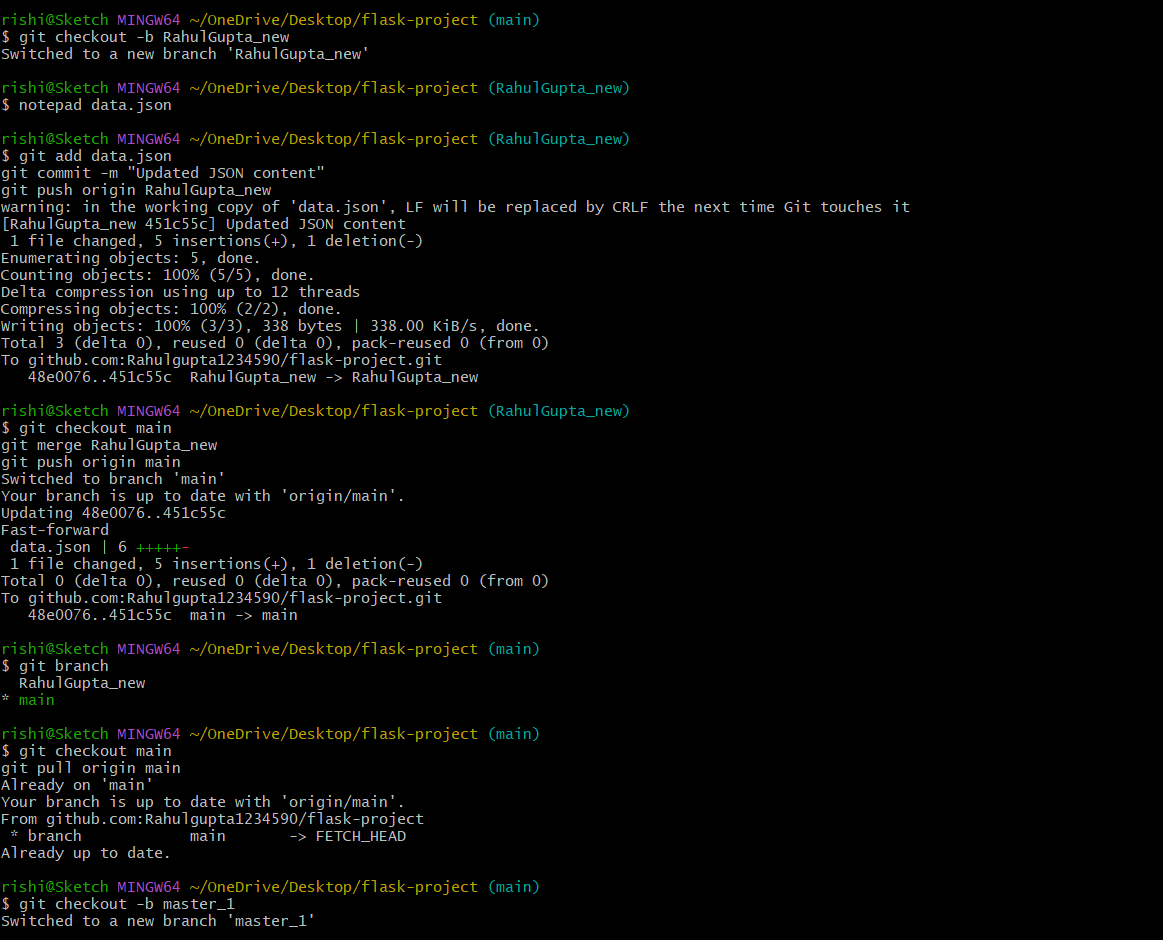 rishi@Sketch MINGW64 ~/OneDrive/Desktop/flask-project (main)
$ git checkout -b RahulGupta_new
Switched to a new branch 'RahulGupta_new'
rishi@Sketch MINGW64 ~/OneDrive/Desktop/flask-project (RahulGupta_new)
$ notepad data.json
rishi@Sketch MINGW64 ~/OneDrive/Desktop/flask-project (RahulGupta_new)
$ git add data.json
git commit -m "Updated JSON content"
git push origin RahulGupta_new
warning: in the working copy of 'data.json', LF will be replaced by CRLF the next time Git touches it
[RahulGupta_new 451c55c] Updated JSON content
 1 file changed, 5 insertions(+), 1 deletion(-)
Enumerating objects: 5, done.
Counting objects: 100% (5/5), done.
Delta compression using up to 12 threads
Compressing objects: 100% (2/2), done.
Writing objects: 100% (3/3), 338 bytes | 338.00 KiB/s, done.
Total 3 (delta 0), reused 0 (delta 0), pack-reused 0 (from 0)
To github.com:Rahulgupta1234590/flask-project.git
   48e0076..451c55c  RahulGupta_new -> RahulGupta_new
rishi@Sketch MINGW64 ~/OneDrive/Desktop/flask-project (RahulGupta_new)
$ git checkout main
git merge RahulGupta_new
git push origin main
Switched to branch 'main'
Your branch is up to date with 'origin/main'.
Updating 48e0076..451c55c
Fast-forward
 data.json | 6 +++++-
 1 file changed, 5 insertions(+), 1 deletion(-)
Total 0 (delta 0), reused 0 (delta 0), pack-reused 0 (from 0)
To github.com:Rahulgupta1234590/flask-project.git
   48e0076..451c55c  main -> main
rishi@Sketch MINGW64 ~/OneDrive/Desktop/flask-project (main)
$ git branch
  RahulGupta_new
* main
rishi@Sketch MINGW64 ~/OneDrive/Desktop/flask-project (main)
$ git checkout main
git pull origin main
Already on 'main'
Your branch is up to date with 'origin/main'.
From github.com:Rahulgupta1234590/flask-project
 * branch            main       -> FETCH_HEAD
Already up to date.
rishi@Sketch MINGW64 ~/OneDrive/Desktop/flask-project (main)
$ git checkout -b master_1
Switched to a new branch 'master_1'